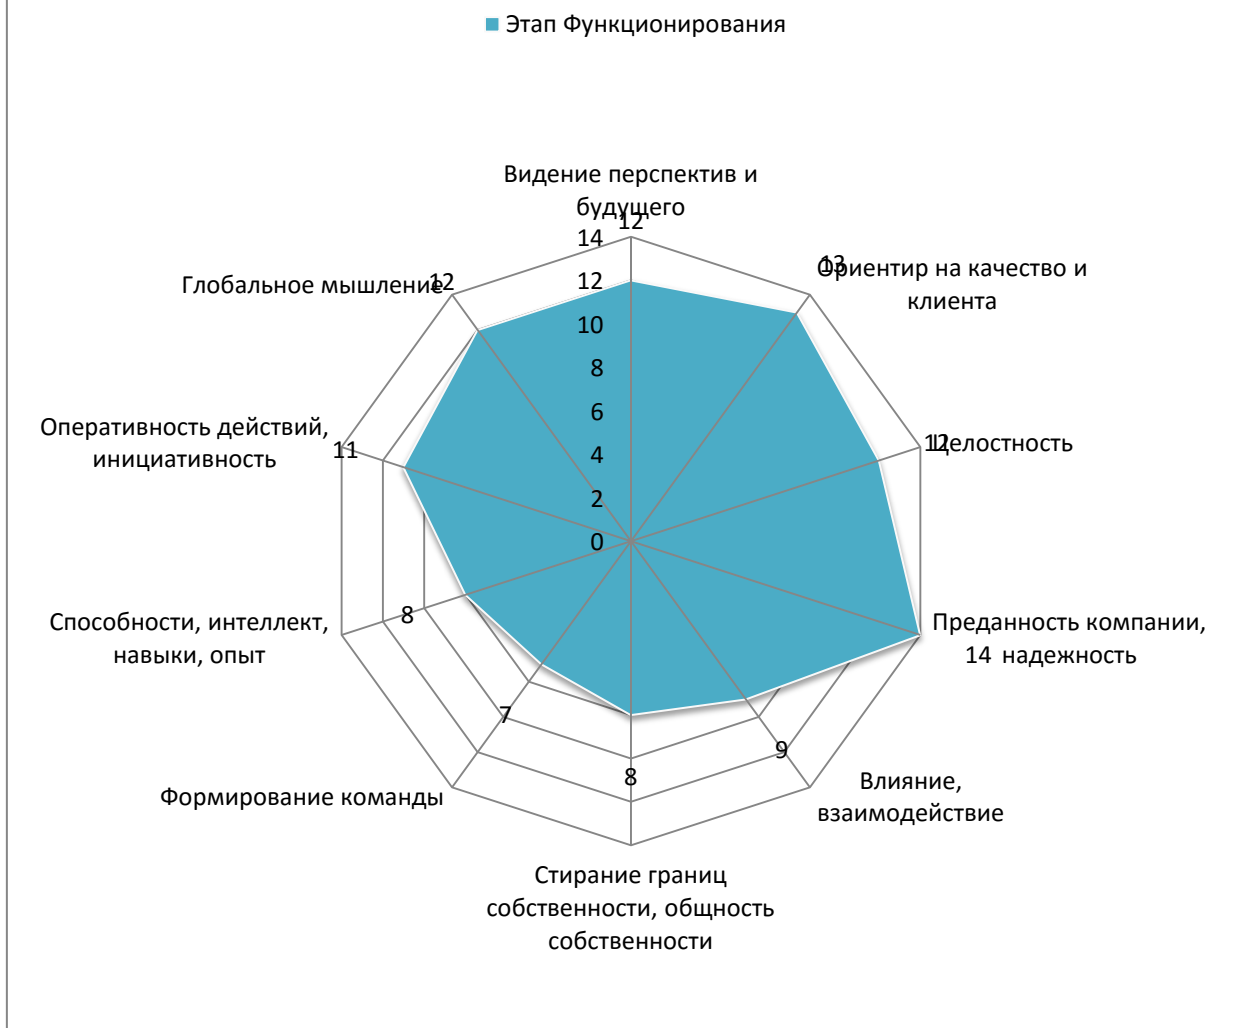 Этап Функционирования
Видение перспектив и
будущего
12
14
13
Ориентир на качество и
клиента
Глобальное мышление
12
12
10
8
6
4
2
0
12
Целостность
Оперативность действий,
инициативность
11
Преданность компании,
14 надежность
Способности, интеллект,
навыки, опыт
8
7
9
8
Формирование команды
Влияние,
взаимодействие
Стирание границ
собственности, общность
собственности